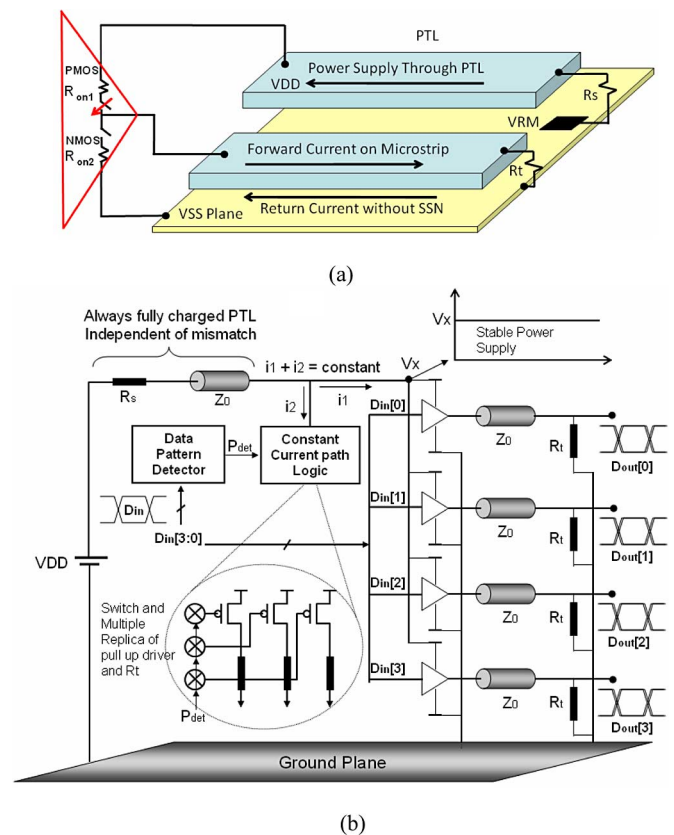 PTL
PMOS
Ron1
VDD
Power Supply Through PTL
Rs
VRM
NMOS
Ron2
Forward Current on Microstrip
Rt
VSS Plane
Return Current without SSN
(a)
Always fully charged PTL
Independent of mismatch
Vx
Stable Power
Supply
i1 + i2 = constant
Vx
Rs
Z0
i2
i1
Din[0]
Data
Pattern
Detector
Pdet
Constant
Current path
Logic
Z0
Rt
Dout[0]
Din
Din[1]
Din[3:0]
Z0
Rt
Dout[1]
VDD
Din[2]
Switch and
Multiple
Replica of
pull up driver
and Rt
Z0
Rt
Dout[2]
Din[3]
Pdet
Z0
Rt
Dout[3]
Ground Plane
(b)